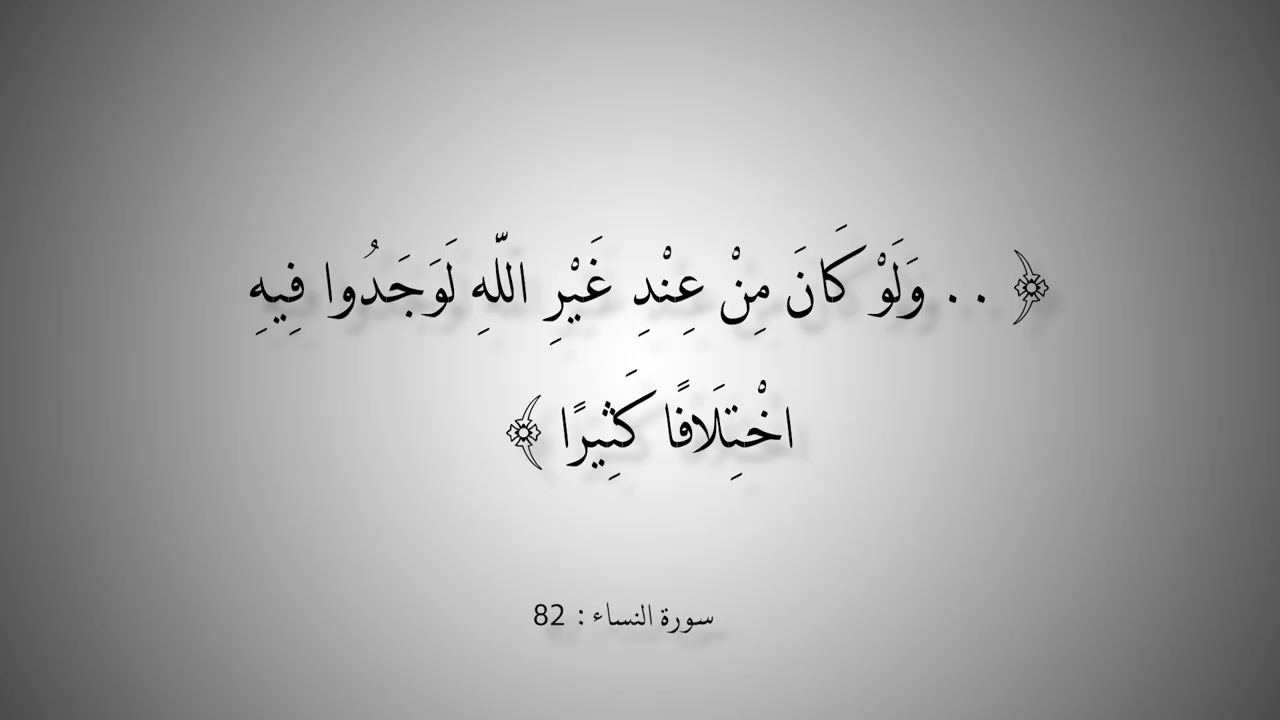 ﴿ . . وَلَوْ كَانَ مِنْ عِنْدِ غَيْرِ اللَّهِ لَوَجَدُوا فِيهِ
اخْتِلَافًا كَثِيرًا ﴾
سورة النساء : 82